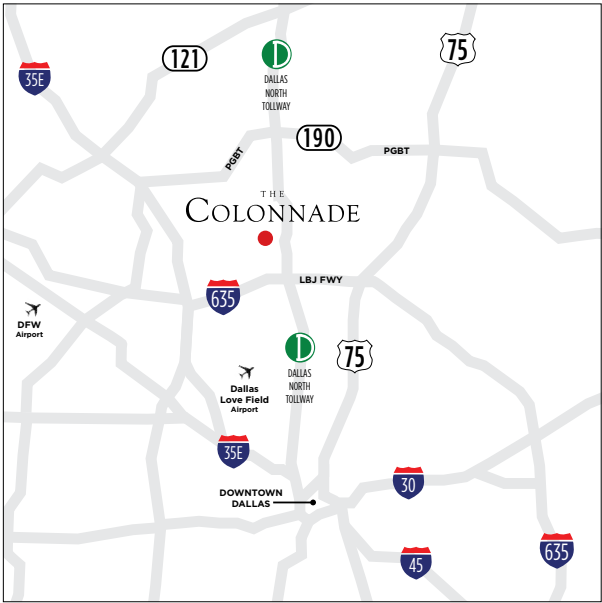 121
75
35E
DALLAS
NORTH
TOLLWAY
190
PGBT
PGBT
THE
COLONNADE
LBJ FWY
635
DFW
Airport
75
Dallas
Love Field
Airport
DALLAS
NORTH
TOLLWAY
35E
30
DOWNTOWN
DALLAS
635
45